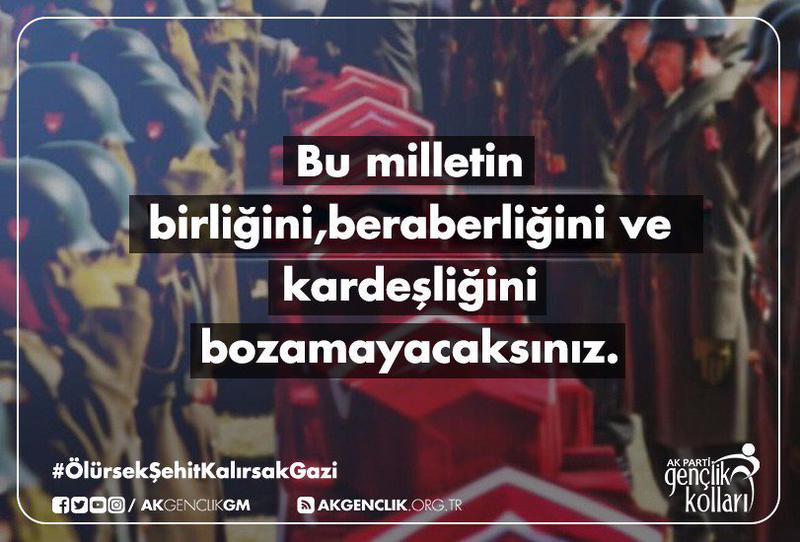 Bu milletin
birliğini,beraberliğini ve
kardeşliğini
bozamayacaksınız.
#ÖlürsekŞehitKalırsakGazi
/ AKGENCLIKGM
AKGENCLIK.ORG.TR
AK PARTİ
gençlik
kolları